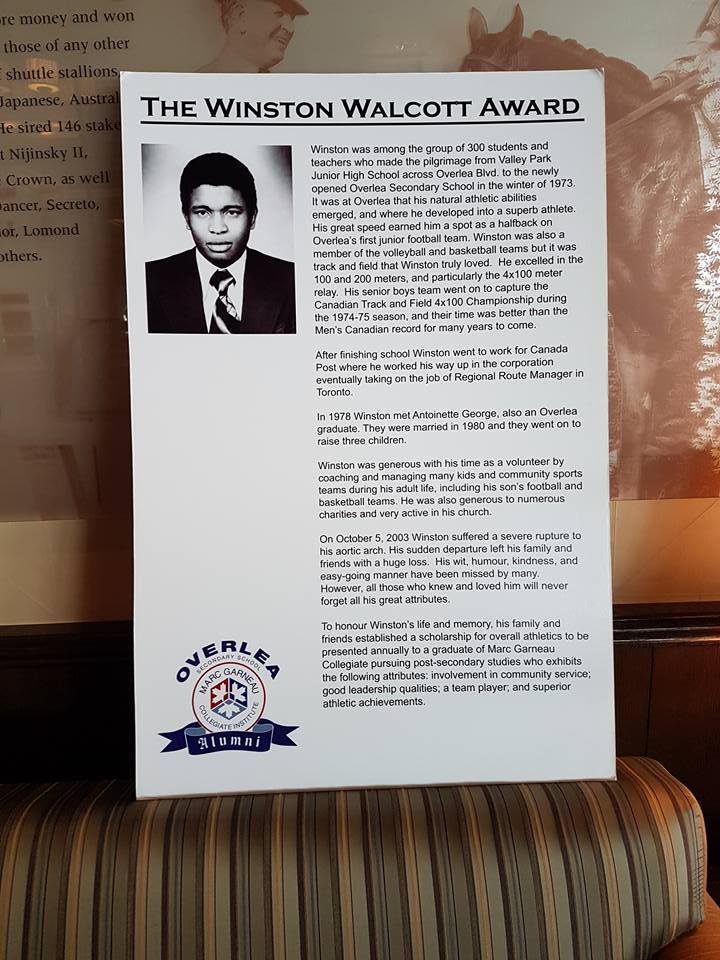 ore money and won
those of any other
f shuttle stallions,
Japanese, Austral
He sired 146 stake
t Nijinsky II,
Crown, as well
Dancer, Secreto,
or, Lomond
others.
THE WINSTON WALCOTT AWARD
Winston was among the group of 300 students and
teachers who made the pilgrimage from Valley Park
Junior High School across Overlea Blvd. to the newly
opened Overlea Secondary School in the winter of 1973.
It was at Overlea that his natural athletic abilities
emerged, and where he developed into a superb athlete.
His great speed earned him a spot as a halfback on
Overlea's first junior football team. Winston was also a
member of the volleyball and basketball teams but it was
track and field that Winston truly loved. He excelled in the
100 and 200 meters, and particularly the 4x100 meter
relay. His senior boys team went on to capture the
Canadian Track and Field 4x100 Championship during
the 1974-75 season, and their time was better than the
Men's Canadian record for many years to come.
After finishing school Winston went to work for Canada
Post where he worked his way up in the corporation
eventually taking on the job of Regional Route Manager in
Toronto.
In 1978 Winston met Antoinette George, also an Overlea
graduate. They were married in 1980 and they went on to
raise three children.
Winston was generous with his time as a volunteer by
coaching and managing many kids and community sports
teams during his adult life, including his son's football and
basketball teams. He was also generous to numerous
charities and very active in his church.
On October 5, 2003 Winston suffered a severe rupture to
his aortic arch. His sudden departure left his family and
friends with a huge loss. His wit, humour, kindness, and
easy-going manner have been missed by many.
However, all those who knew and loved him will never
forget all his great attributes.
To honour Winston's life and memory, his family and
friends established a scholarship for overall athletics to be
presented annually to a graduate of Marc Garneau
Collegiate pursuing post-secondary studies who exhibits
the following attributes: involvement in community service;
good leadership qualities; a team player; and superior
athletic achievements.
OVERLEA
SECONDARY SCHOOL
MARC GARNEAU
COLLEGIATE INSTITUTE
Alumni